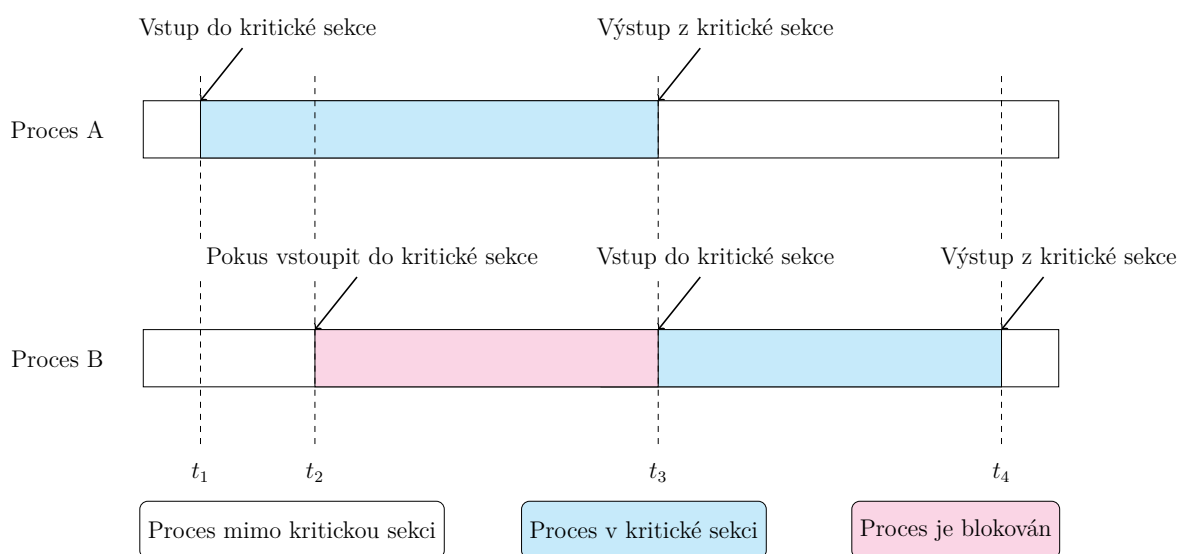 Vstup do kritické sekce
Výstup z kritické sekce
Proces A
Pokus vstoupit do kritické sekce
Vstup do kritické sekce
Výstup z kritické sekce
Proces B
t₁
t₂
t₃
t₄
Proces mimo kritickou sekci
Proces v kritické sekci
Proces je blokován